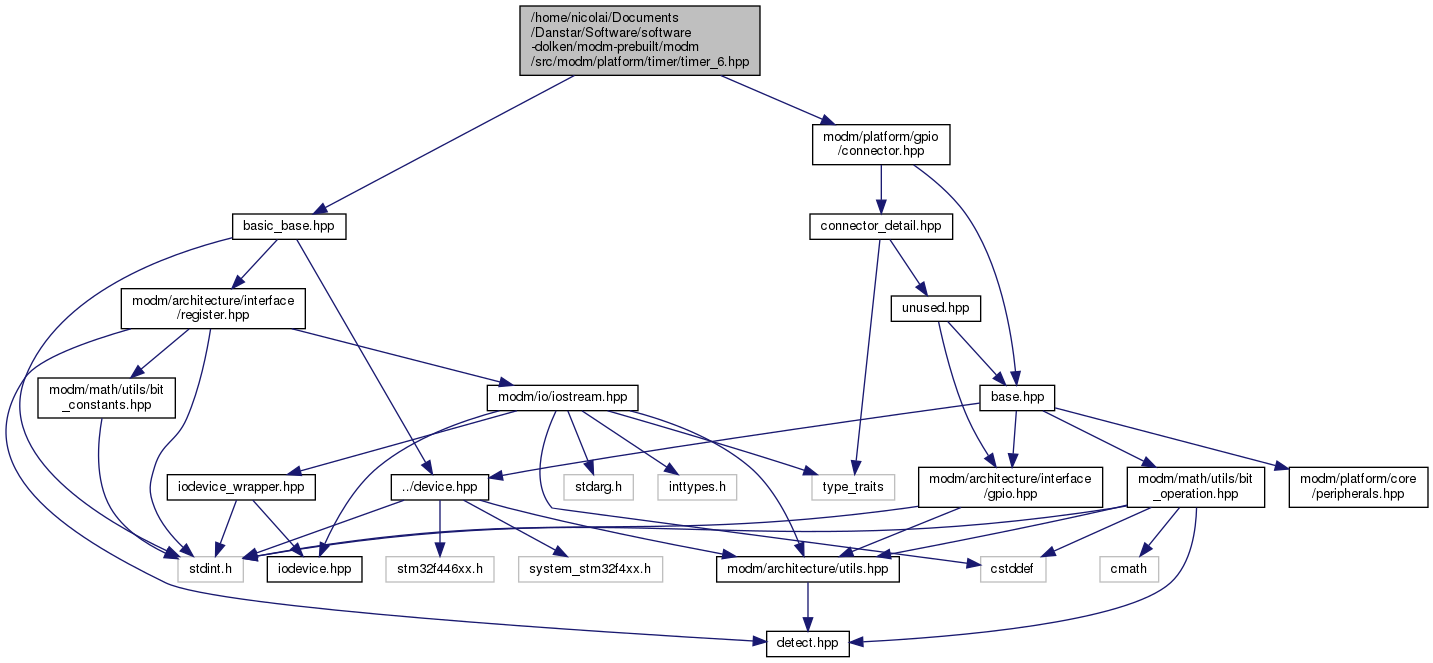 /home/nicolai/Documents
/Danstar/Software/software
-dolken/modm-prebuilt/modm
/src/modm/platform/timer/timer_6.hpp
modm/platform/gpio
/connector.hpp
basic_base.hpp
connector_detail.hpp
modm/architecture/interface
/register.hpp
unused.hpp
modm/math/utils/bit
_constants.hpp
modm/io/iostream.hpp
base.hpp
iodevice_wrapper.hpp
../device.hpp
stdarg.h
inttypes.h
type_traits
modm/architecture/interface
/gpio.hpp
modm/math/utils/bit
_operation.hpp
modm/platform/core
/peripherals.hpp
stdint.h
iodevice.hpp
stm32f446xx.h
system_stm32f4xx.h
modm/architecture/utils.hpp
cstddef
cmath
detect.hpp